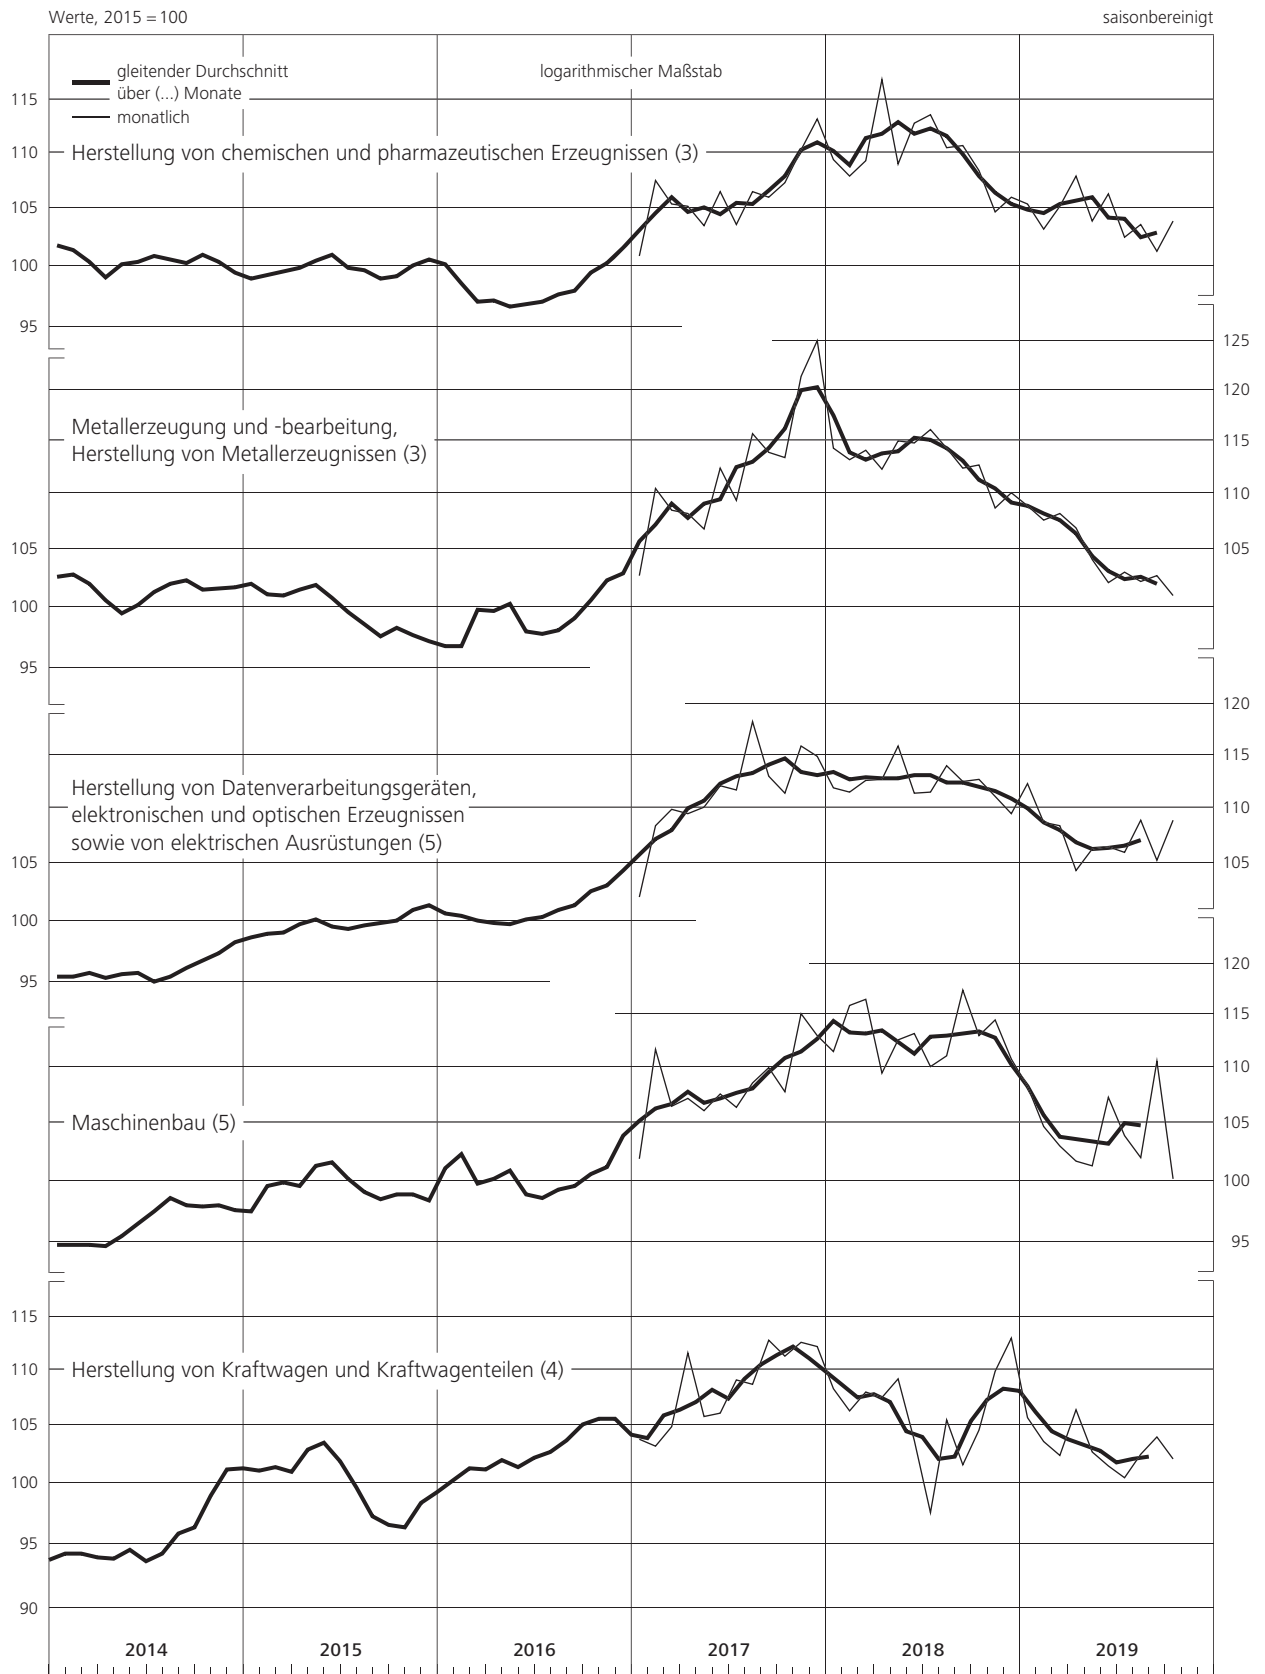 Werte, 2015 = 100
saisonbereinigt
gleitender Durchschnitt
über (...) Monate
monatlich
logarithmischer Maßstab
115
110
105
100
95
Herstellung von chemischen und pharmazeutischen Erzeugnissen (3)
125
120
115
110
105
Metallerzeugung und -bearbeitung,
Herstellung von Metallerzeugnissen (3)
105
100
95
120
115
110
105
Herstellung von Datenverarbeitungsgeräten,
elektronischen und optischen Erzeugnissen
sowie von elektrischen Ausrüstungen (5)
105
100
95
120
115
110
105
100
95
Maschinenbau (5)
115
110
105
100
95
90
Herstellung von Kraftwagen und Kraftwagenteilen (4)
2014
2015
2016
2017
2018
2019